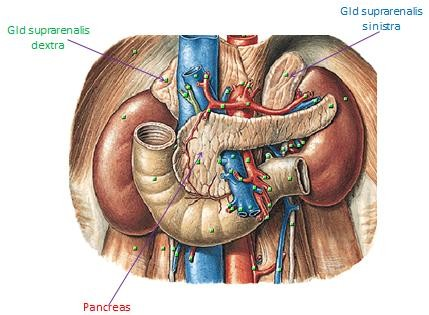 Gld suprarenalis
dextra
Gld suprarenalis
sinistra
Pancreas